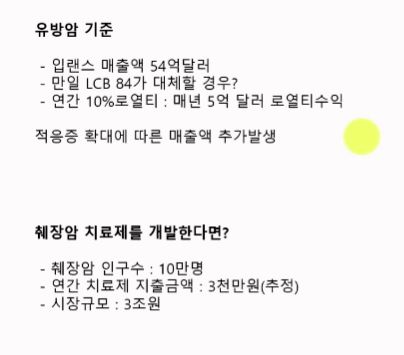 유방암 기준
- 입랜스 매출액 54억달러
- 만일 LCB 84가 대체할 경우?
- 연간 10%로열티 : 매년 5억 달러 로열티수익
적응증 확대에 따른 매출액 추가발생
췌장암 치료제를 개발한다면?
- 췌장암 인구수 : 10만명
- 연간 치료제 지출금액 : 3천만원(추정)
- 시장규모 : 3조원